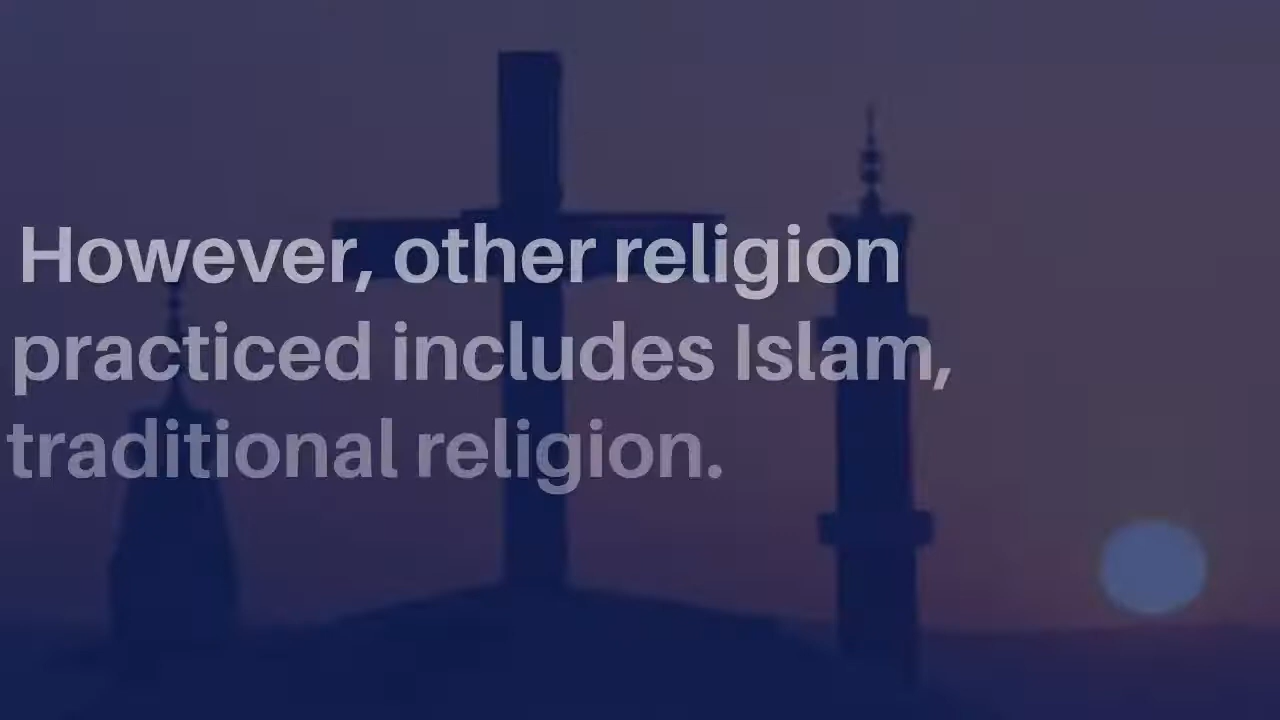 However, other religion
practiced includes Islam,
traditional religion.